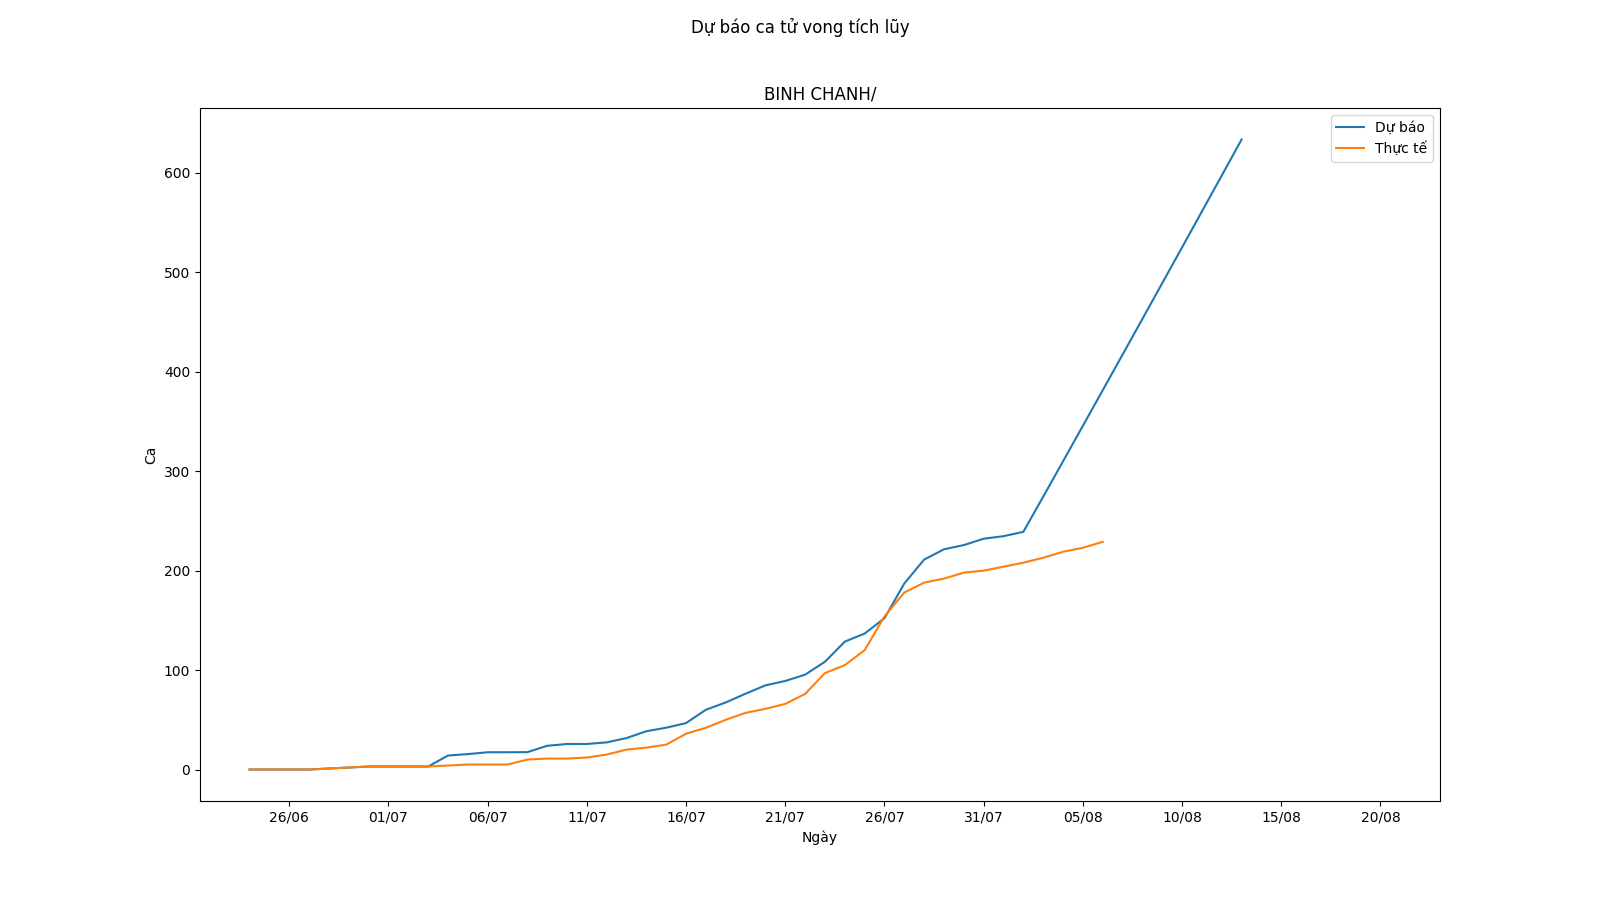 Dự báo ca tử vong tích lũy
BINH CHANH/
Dự báo
Thực tế
600
500
400
300
200
100
0
Ca
26/06 01/07 06/07 11/07 16/07 21/07 26/07 31/07 05/08 10/08 15/08 20/08
Ngày